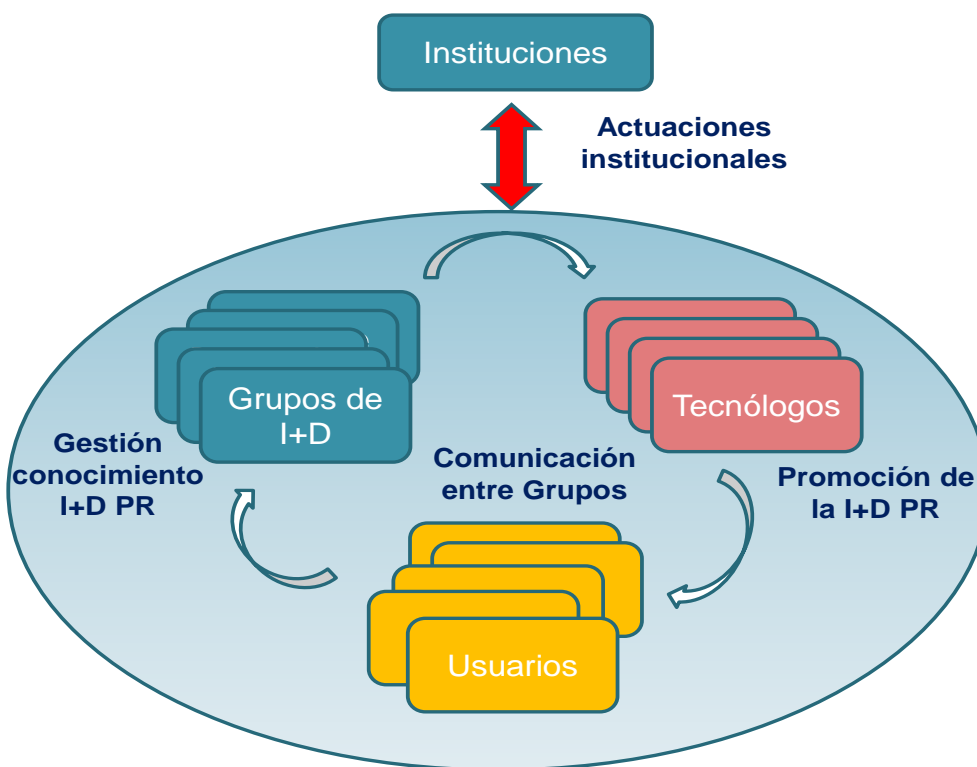 Instituciones
Actuaciones
institucionales
Grupos de
I+D
Tecnólogos
Gestión
conocimiento
I+D PR
Comunicación
entre Grupos
Promoción de
la I+D PR
Usuarios